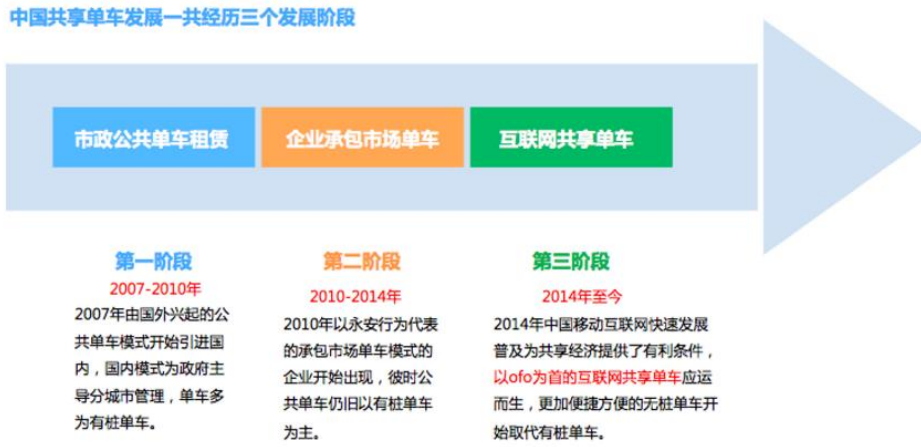 中国共享单车发展一共经历三个发展阶段
市政公共单车租赁
企业承包市场单车
互联网共享单车
第一阶段
2007-2010年
2007年由国外兴起的公
共单车模式开始引进国
内，国内模式为政府主
导分城市管理，单车多
为有桩单车。
第二阶段
2010-2014年
2010年以永安行为代表
的承包市场单车模式的
企业开始出现，彼时公
共单车仍旧以有桩单车
为主。
第三阶段
2014年至今
2014年中国移动互联网快速发展
普及为共享经济提供了有利条件，
以ofo为首的互联网共享单车应运
而生，更加便捷方便的无桩单车开
始取代有桩单车。